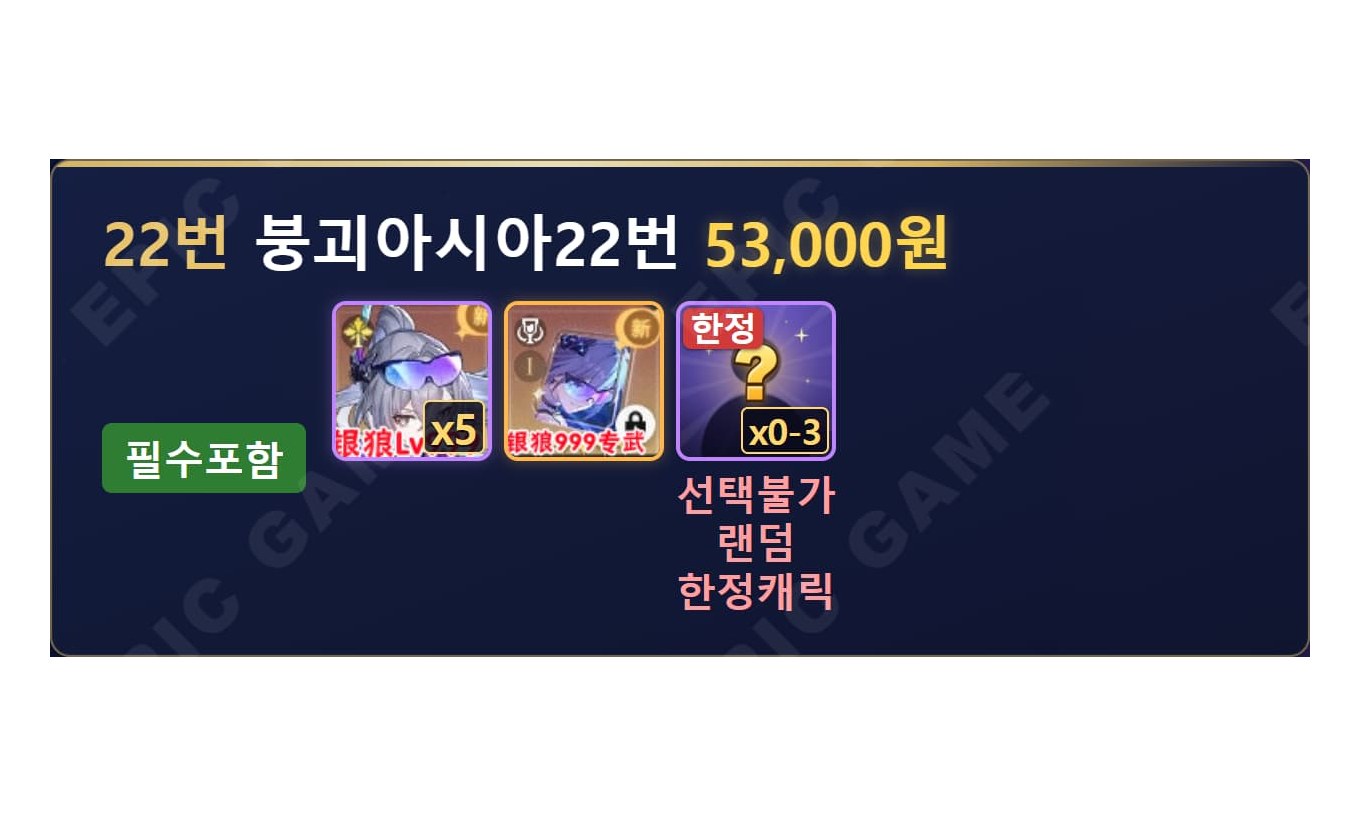 22번 붕괴아시아22번 53,000원
필수포함
银狼Lv
x5
新
I
银狼999专武
한정
?
x0-3
선택불가
랜덤
한정캐릭
EPIC GAME